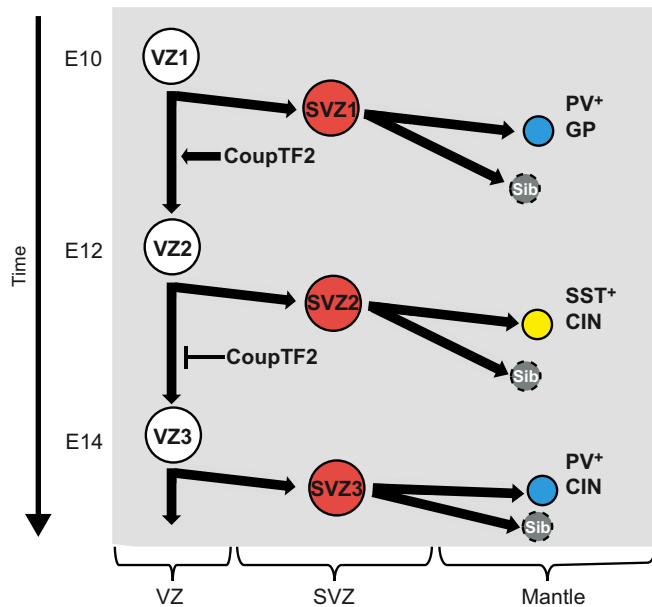 VZ1
E10
PV+
SVZ1
GP
CoupTF2
Sib
VZ2
E12
Time
SST+
SVZ2
CIN
CoupTF2
Sib
VZ3
E14
PV+
SVZ3
CIN
Sib
VZ
SVZ
Mantle